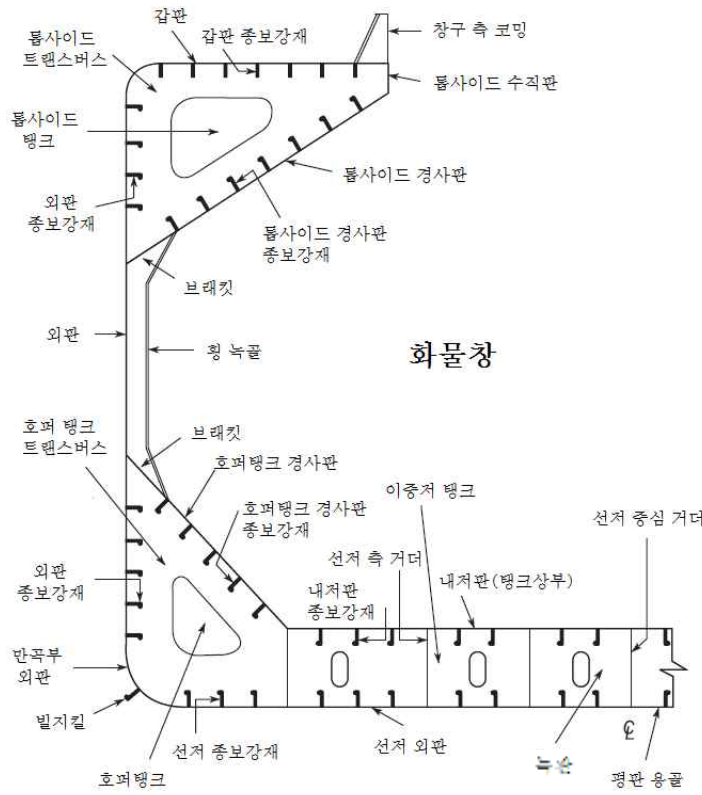 갑판
톱사이드
트랜스버스
갑판 종보강재
창구 측 코밍
톱사이드 수직판
톱사이드
탱크
톱사이드 경사판
외판
종보강재
톱사이드 경사판
종보강재
브래킷
외판
횡 늑골
화물창
호퍼 탱크
트랜스버스
브래킷
호퍼탱크 경사판
이중저 탱크
호퍼탱크 경사판
종보강재
선저 중심 거더
선저 측 거더
외판
종보강재
내저판
종보강재
내저판(탱크상부)
만곡부
외판
빌지킬
선저 종보강재
선저 외판
늑판
호퍼탱크
평판 용골